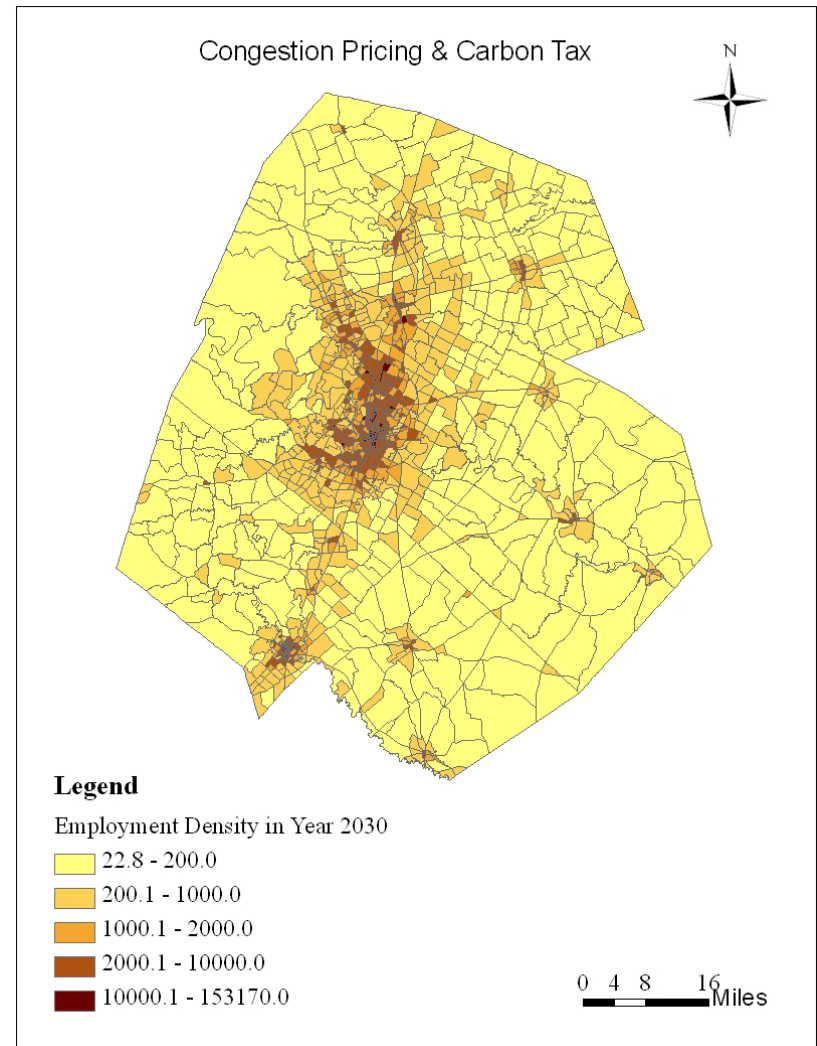 Congestion Pricing & Carbon Tax
N
Legend
Employment Density in Year 2030
22.8 - 200.0
200.1 - 1000.0
1000.1 - 2000.0
2000.1 - 10000.0
10000.1 - 153170.0
0 4 8 16 Miles